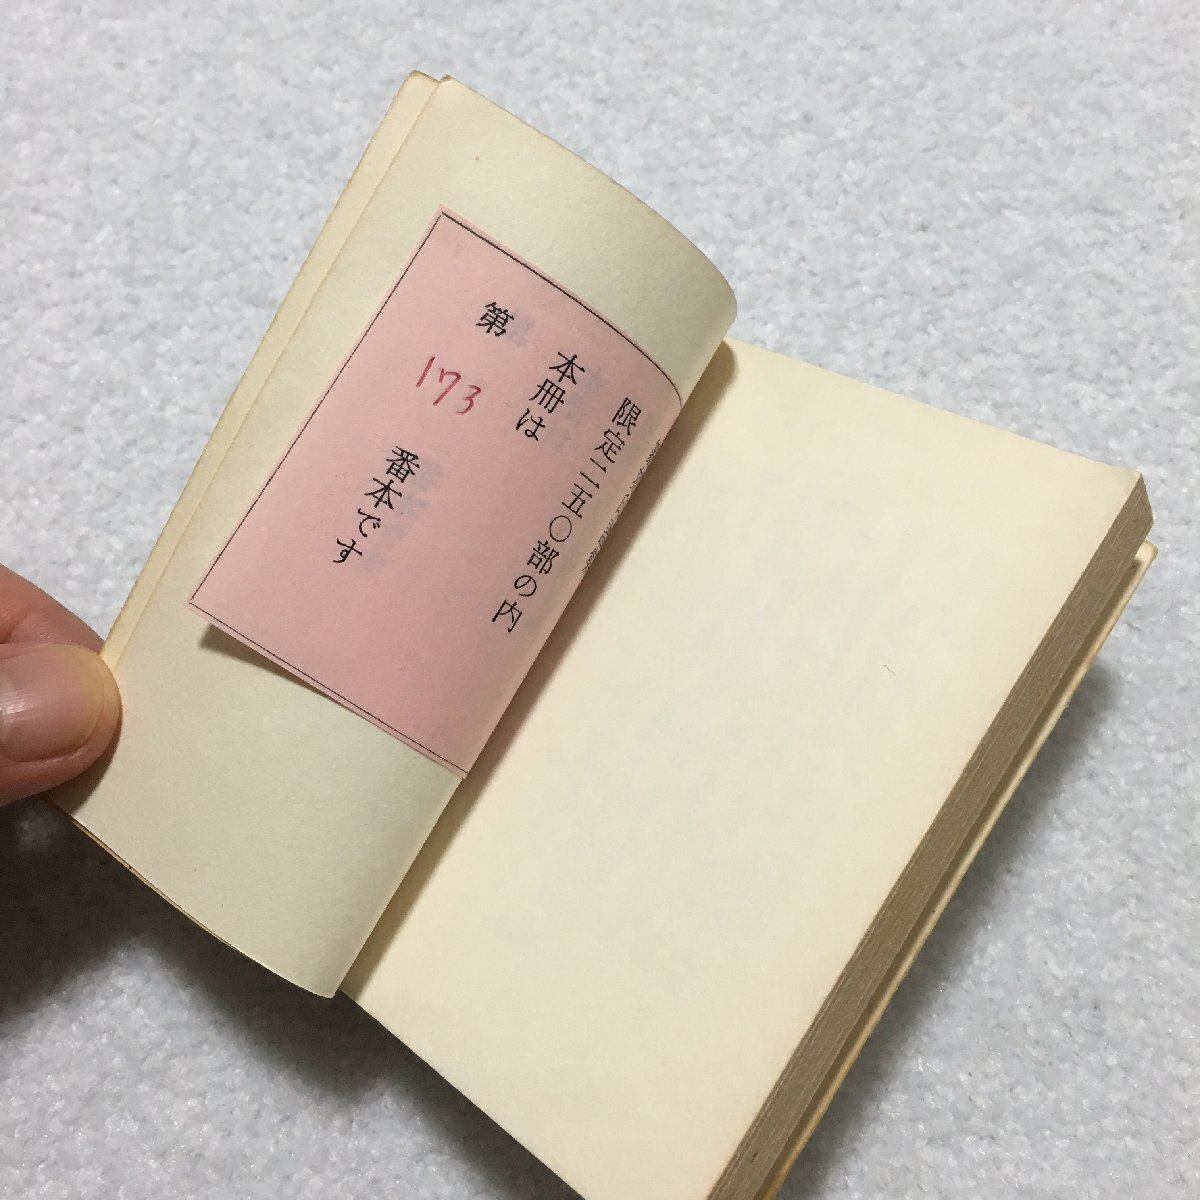 限定二五〇部の内
本冊は
第
173
番本です